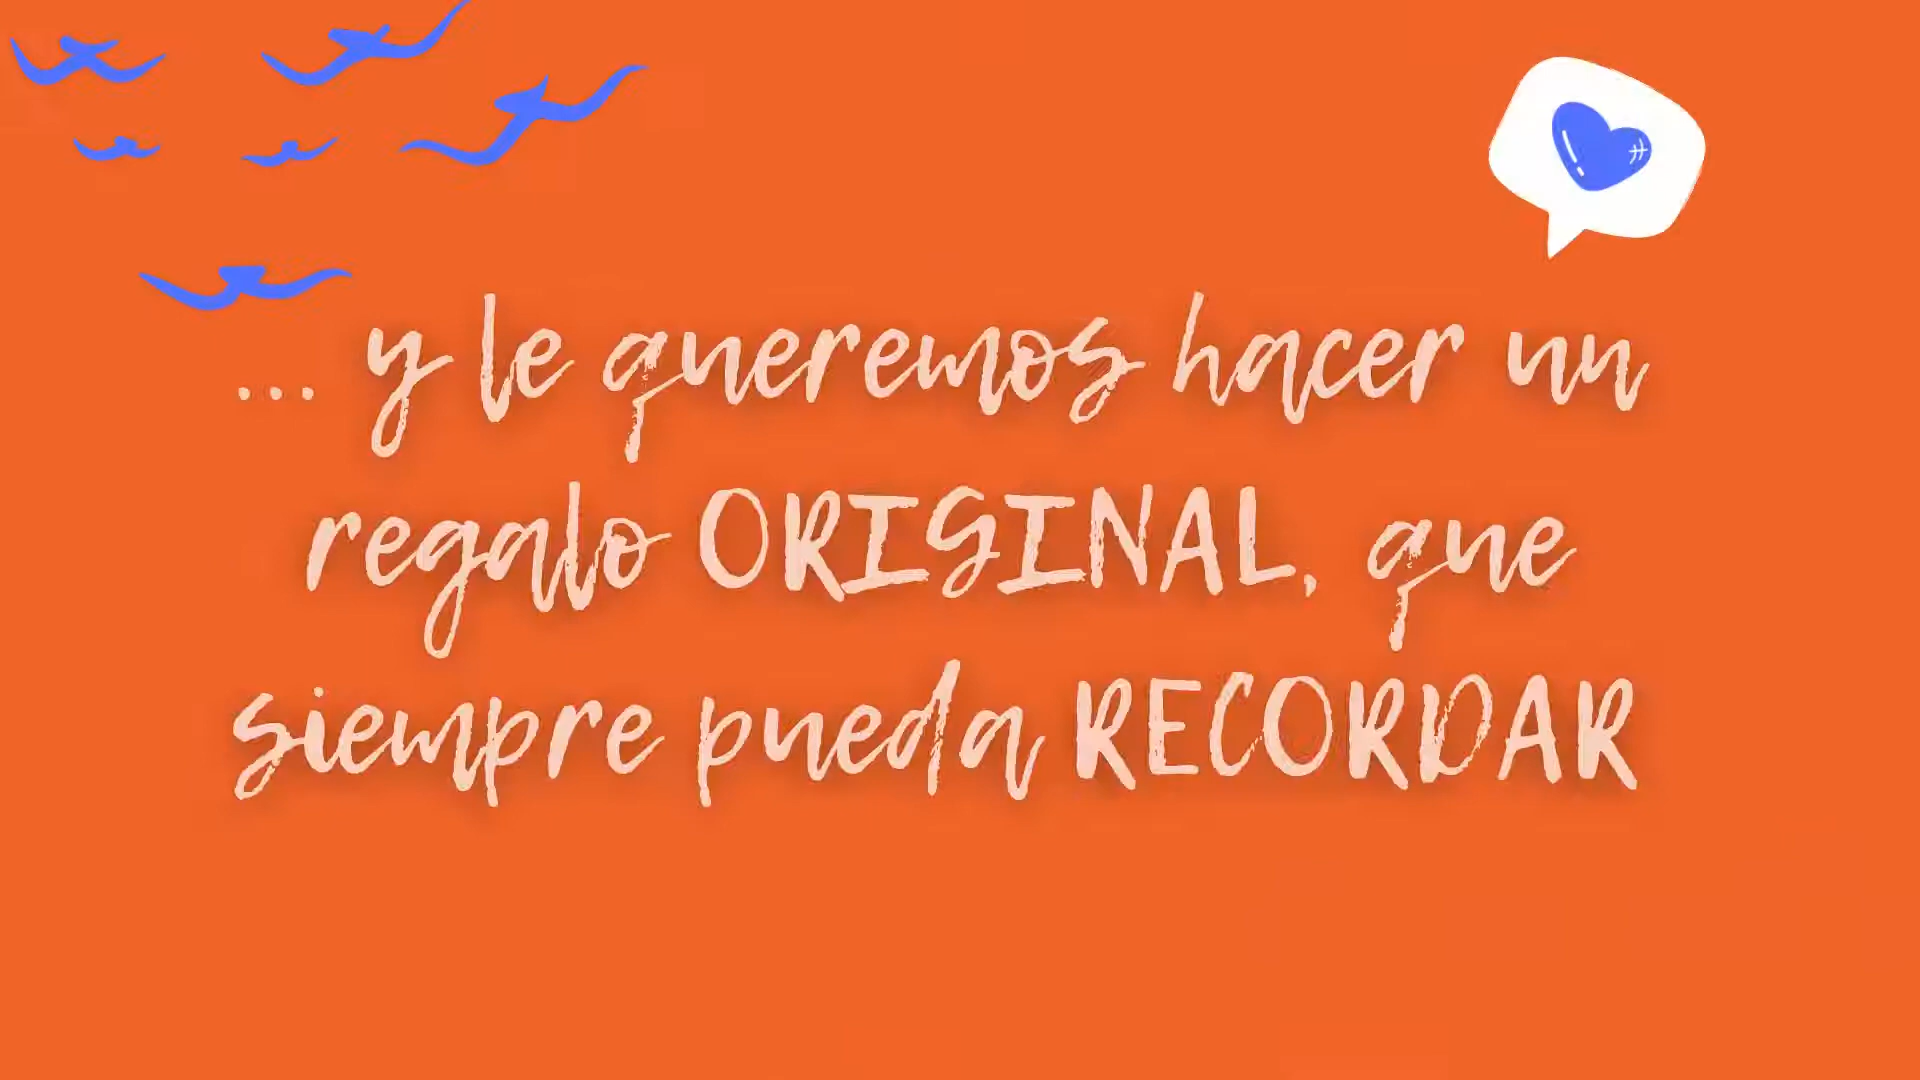 ... y le queremos hacer un
regalo ORIGINAL, que
siempre pueda RECORDAR